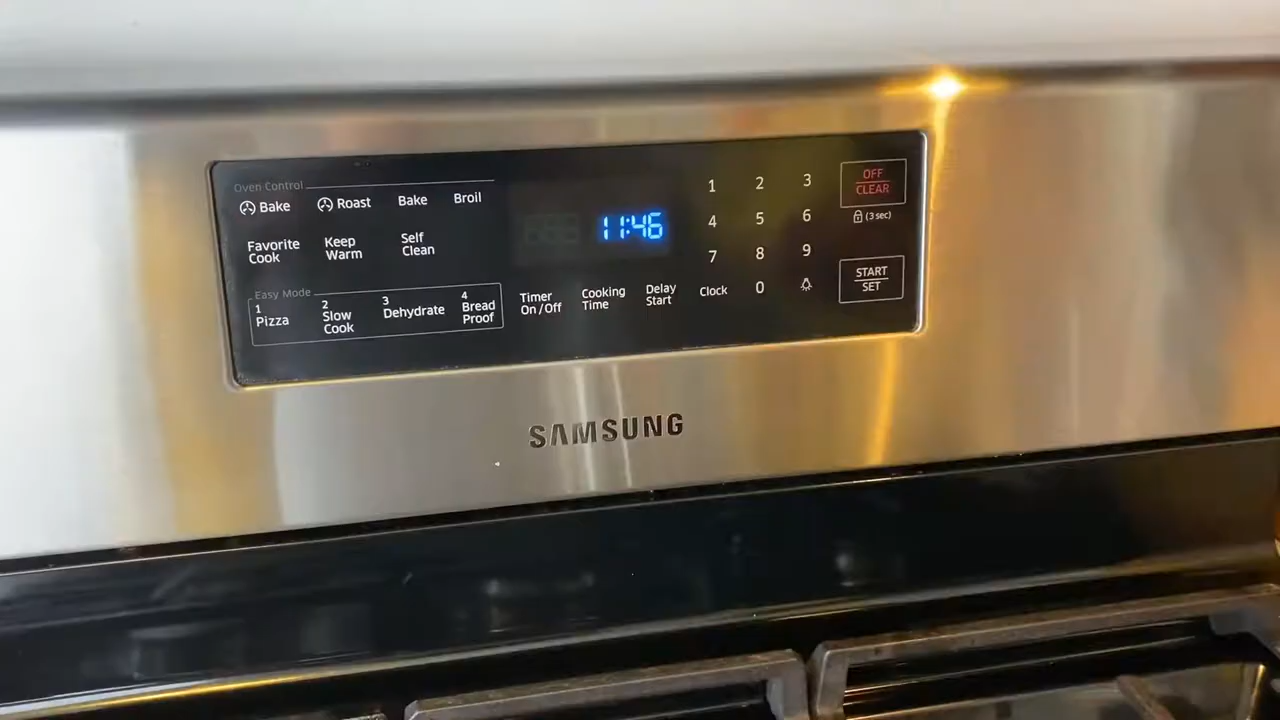 Oven Control
Bake
Roast
Bake
Broil
Favorite
Cook
Keep
Warm
Self
Clean
Easy Mode
1
Pizza
2
Slow
Cook
3
Dehydrate
4
Bread
Proof
11:46
Timer
On/Off
Cooking
Time
Delay
Start
1 2 3
4 5 6
7 8 9
Clock 0
OFF
CLEAR
(3 sec)
START
SET
SAMSUNG